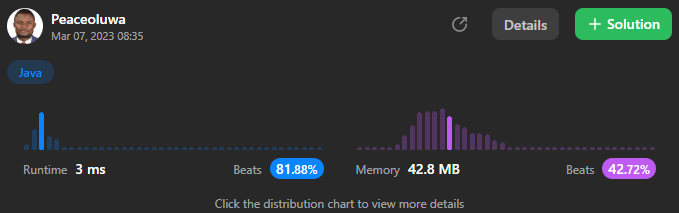 Peaceoluwa
Mar 07, 2023 08:35
Details
+ Solution
Java
Runtime 3 ms Beats 81.88%
Memory 42.8 MB Beats 42.72%
Click the distribution chart to view more details